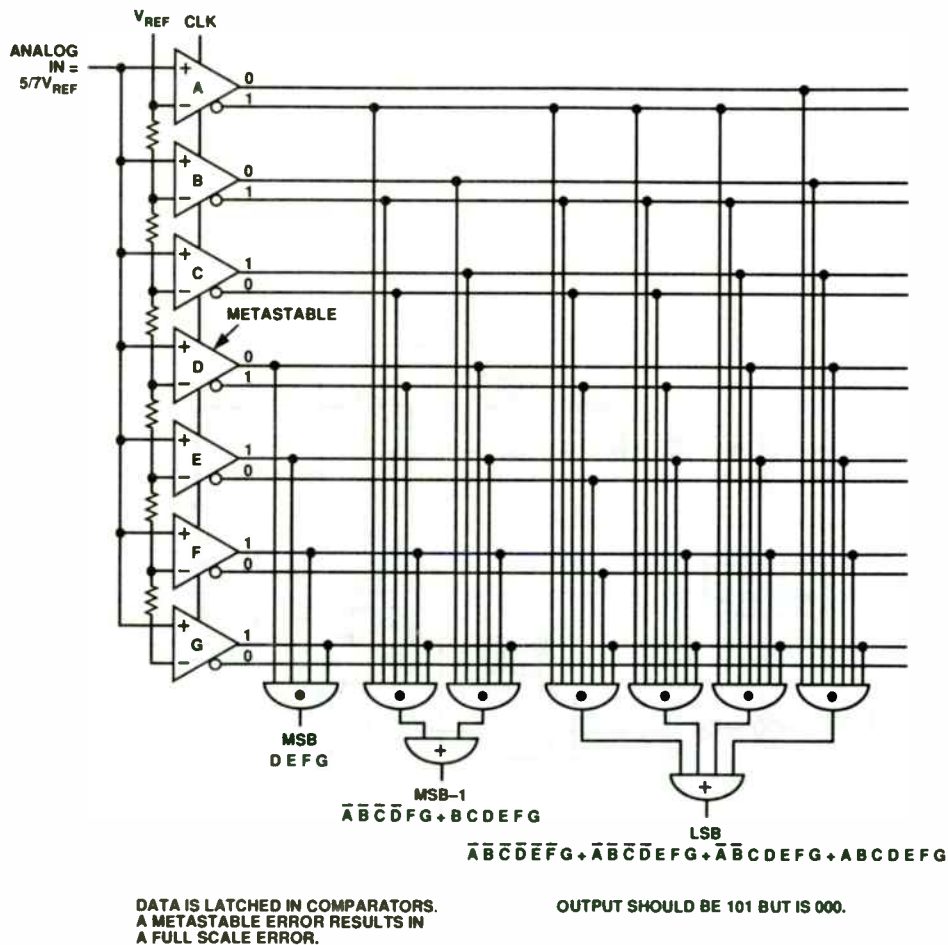 V_REF CLK
ANALOG
IN =
5/7V_REF
+ A 0
− 1
+ B 0
− 1
+ C 1
− 0
METASTABLE
+ D 0
− 1
+ E 1
− 0
+ F 1
− 0
+ G 1
− 0
MSB
D E F G
+
MSB–1
A̅ B̅ C̅ D̅ F G + B C D E F G
+
LSB
A̅ B̅ C̅ D̅ E̅ F̅ G + A̅ B̅ C̅ D̅ E F G + A̅ B̅ C D E F G + A B C D E F G
DATA IS LATCHED IN COMPARATORS.
A METASTABLE ERROR RESULTS IN
A FULL SCALE ERROR.
OUTPUT SHOULD BE 101 BUT IS 000.